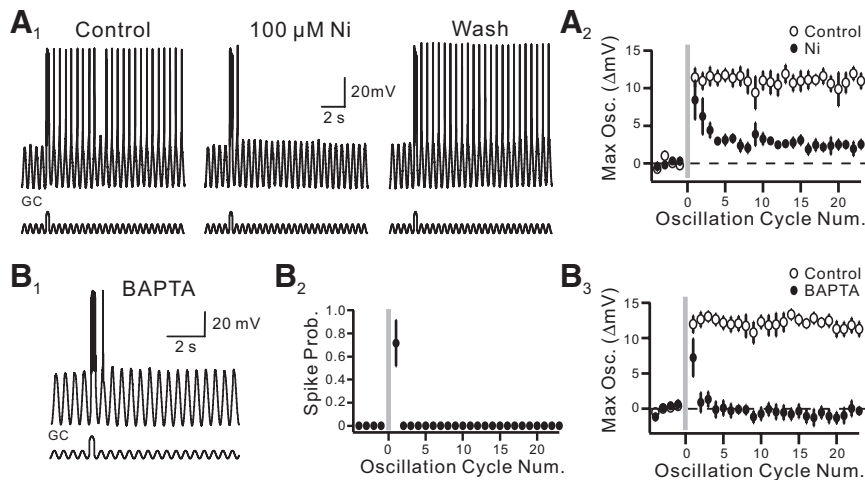 A1
Control
100 µM Ni
Wash
20mV
2 s
GC
A2
Control
Ni
Max Osc. (ΔmV)
15
10
5
0
0 5 10 15 20
Oscillation Cycle Num.
B1
BAPTA
20 mV
2 s
GC
B2
Spike Prob.
1.0
0.8
0.6
0.4
0.2
0
0 5 10 15 20
Oscillation Cycle Num.
B3
Control
BAPTA
Max Osc. (ΔmV)
15
10
5
0
0 5 10 15 20
Oscillation Cycle Num.